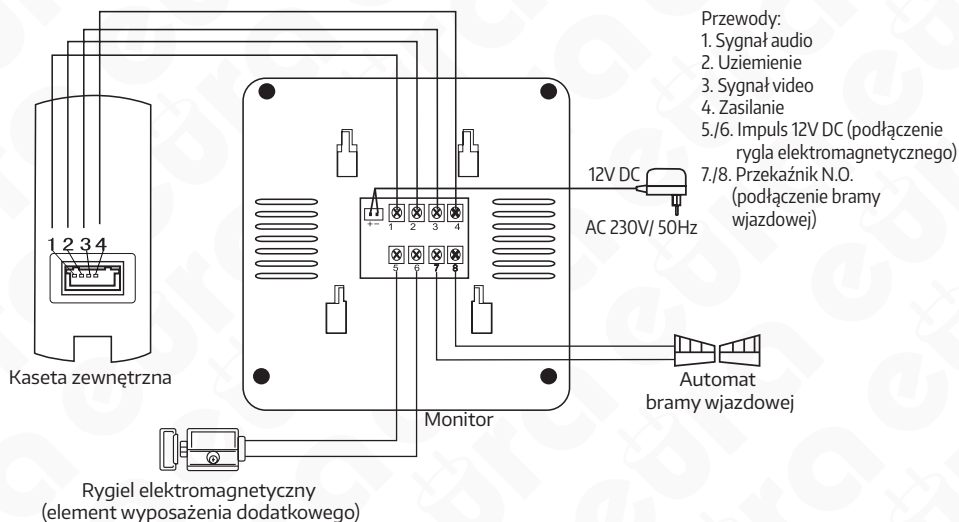 Przewody:
1. Sygnał audio
2. Uziemienie
3. Sygnał video
4. Zasilanie
5./6. Impuls 12V DC (podłączenie
rygla elektromagnetycznego)
7./8. Przekaźnik N.O.
(podłączenie bramy
wjazdowej)
12V DC
AC 230V/ 50Hz
+ -
1 2 3 4
5 6 7 8
1 2 3 4
Kaseta zewnętrzna
Monitor
Automat
bramy wjazdowej
Rygiel elektromagnetyczny
(element wyposażenia dodatkowego)
eura